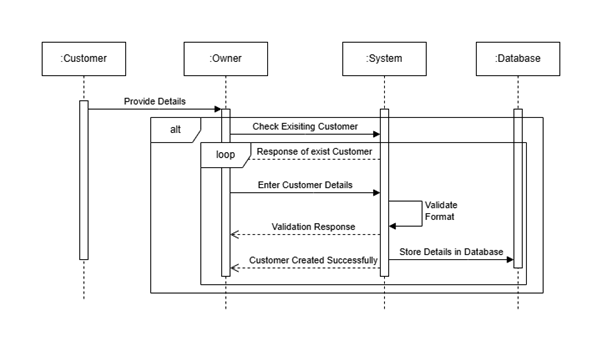 :Customer
:Owner
:System
:Database
Provide Details
alt
Check Exisiting Customer
loop
Response of exist Customer
Enter Customer Details
Validate
Format
Validation Response
Store Details in Database
Customer Created Successfully